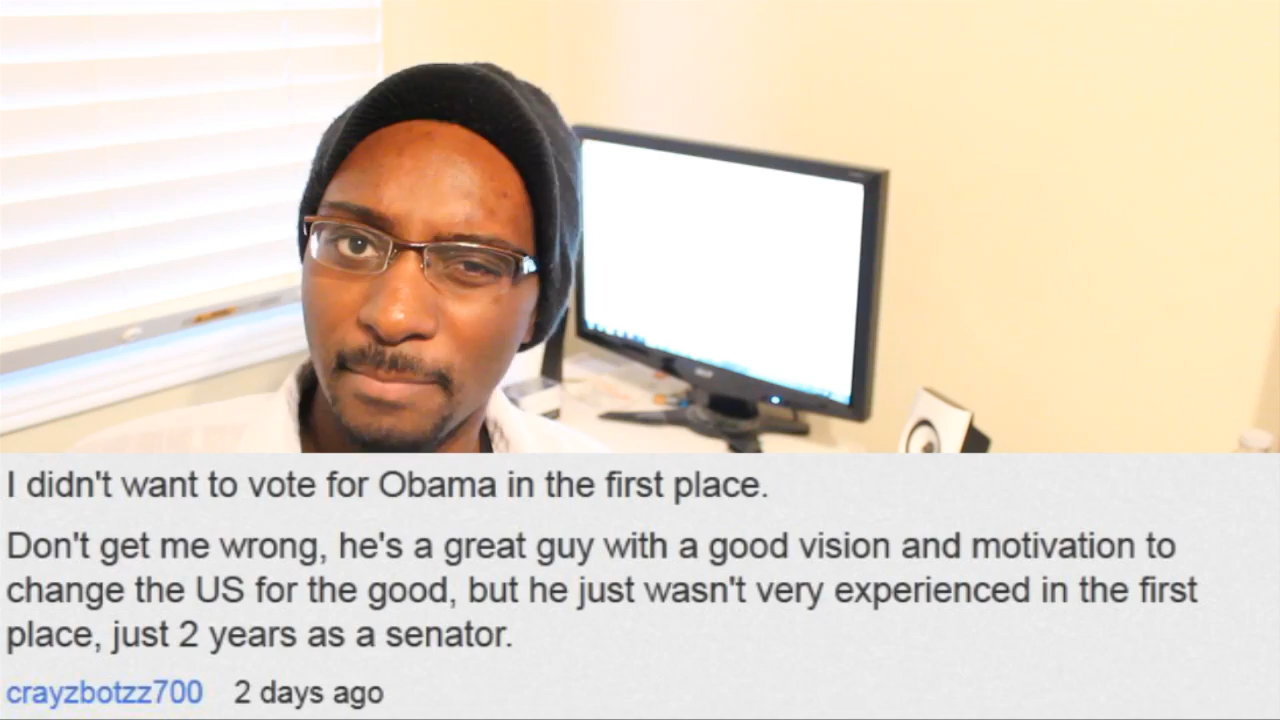 I didn't want to vote for Obama in the first place.
Don't get me wrong, he's a great guy with a good vision and motivation to
change the US for the good, but he just wasn't very experienced in the first
place, just 2 years as a senator.
crayzbotzz700 2 days ago